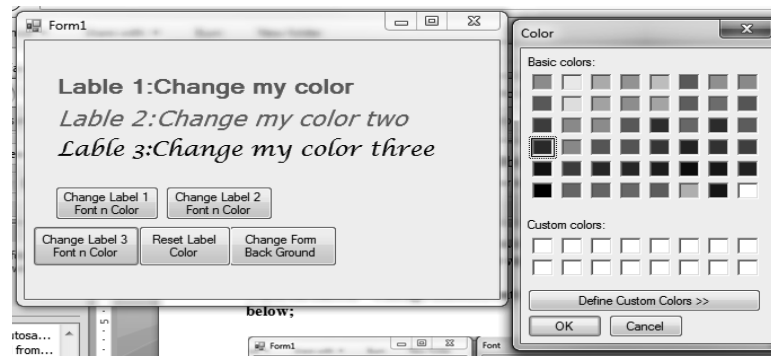 Form1
Lable 1:Change my color
Lable 2:Change my color two
Lable 3:Change my color three
Change Label 1
Font n Color
Change Label 2
Font n Color
Change Label 3
Font n Color
Reset Label
Color
Change Form
Back Ground
Color
Basic colors:
Custom colors:
Define Custom Colors >>
OK
Cancel
below;
Form1
Font
from...